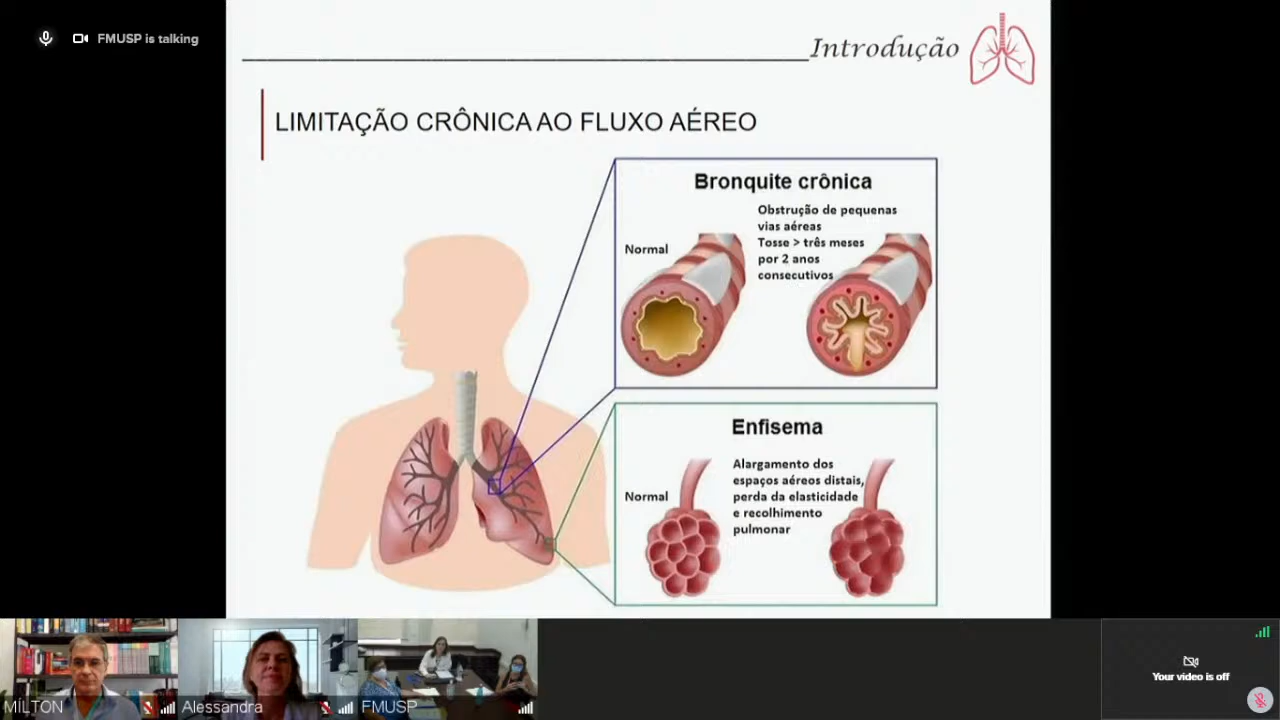 FMUSP is talking
Introdução
LIMITAÇÃO CRÔNICA AO FLUXO AÉREO
Bronquite crônica
Obstrução de pequenas
vias aéreas
Tosse > três meses
por 2 anos
consecutivos
Normal
Enfisema
Alargamento dos
espaços aéreos distais,
perda da elasticidade
e recolhimento
pulmonar
Normal
MÍLTON
Alessandra
FMUSP
Your video is off